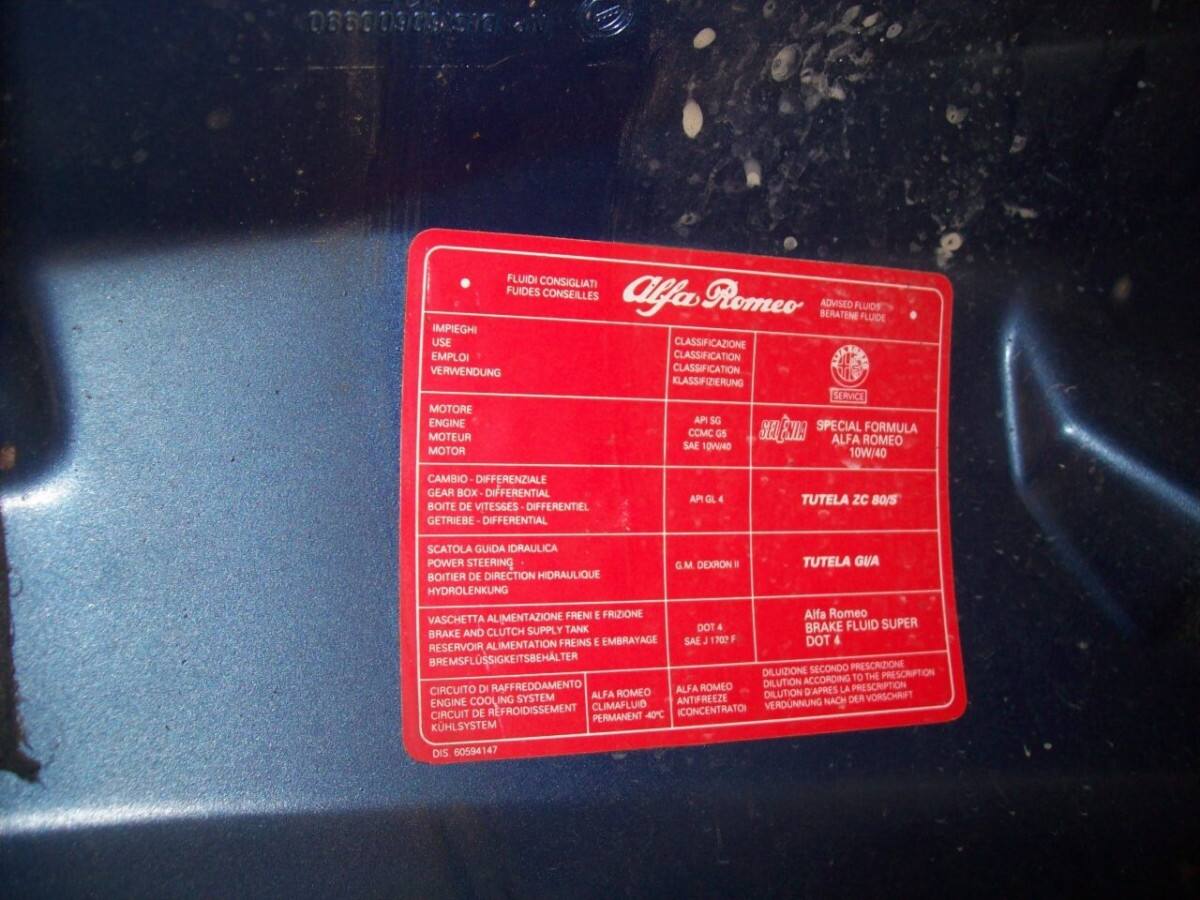 FLUIDI CONSIGLIATI
FUIDES CONSEILLES
Alfa Romeo
ADVISED FLUIDS
BERATENE FLUIDE
IMPIEGHI
USE
EMPLOI
VERWENDUNG
CLASSIFICAZIONE
CLASSIFICATION
CLASSIFICATION
KLASSIFIZIERUNG
ALFA ROMEO
SERVICE
MOTORE
ENGINE
MOTEUR
MOTOR
API SG
CCMC G5
SAE 10W/40
SELÈNIA
SPECIAL FORMULA
ALFA ROMEO
10W/40
CAMBIO - DIFFERENZIALE
GEAR BOX - DIFFERENTIAL
BOITE DE VITESSES - DIFFERENTIEL
GETRIEBE - DIFFERENTIAL
API GL 4
TUTELA ZC 80/S
SCATOLA GUIDA IDRAULICA
POWER STEERING
BOITIER DE DIRECTION HIDRAULIQUE
HYDROLENKUNG
G.M. DEXRON II
TUTELA GI/A
VASCHETTA ALIMENTAZIONE FRENI E FRIZIONE
BRAKE AND CLUTCH SUPPLY TANK
RESERVOIR ALIMENTATION FREINS E EMBRAYAGE
BREMSFLÜSSIGKEITSBEHÄLTER
DOT 4
SAE J 1702 F
Alfa Romeo
BRAKE FLUID SUPER
DOT 4
CIRCUITO DI RAFFREDDAMENTO
ENGINE COOLING SYSTEM
CIRCUIT DE REFROIDISSEMENT
KÜHLSYSTEM
ALFA ROMEO
CLIMAFLUID
PERMANENT -40°C
ALFA ROMEO
ANTIFREEZE
(CONCENTRATO)
DILUIZIONE SECONDO PRESCRIZIONE
DILUTION ACCORDING TO THE PRESCRIPTION
DILUTION D'APRES LA PRESCRIPTION
VERDÜNNUNG NACH DER VORSCHRIFT
DIS. 60594147